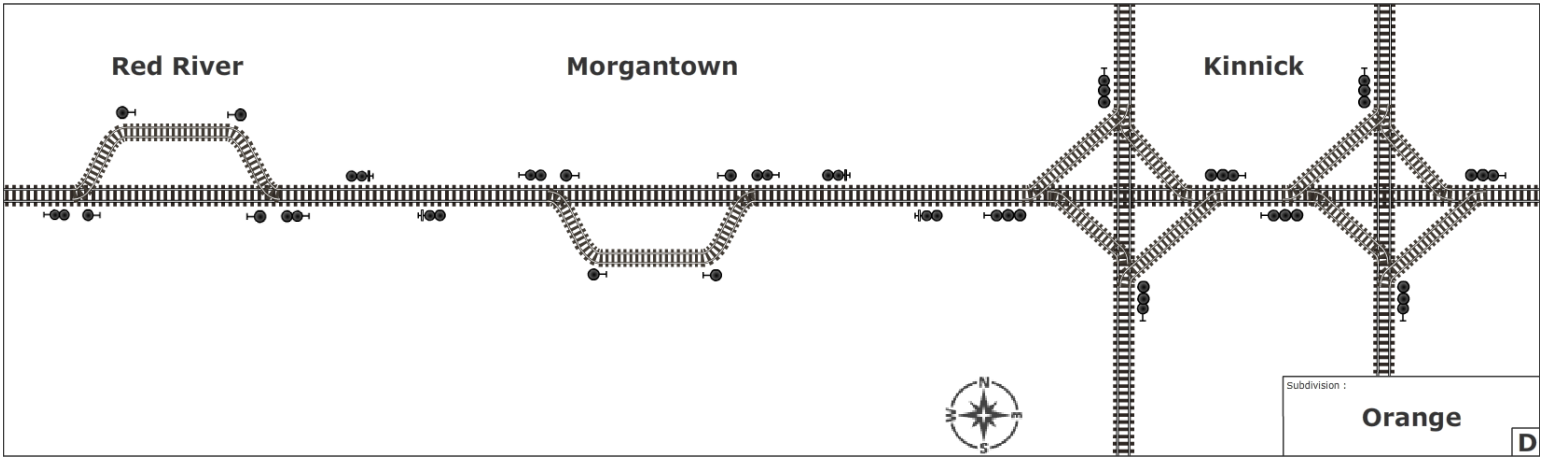 Red River
Morgantown
Kinnick
N
W
E
S
Subdivision :
Orange
D